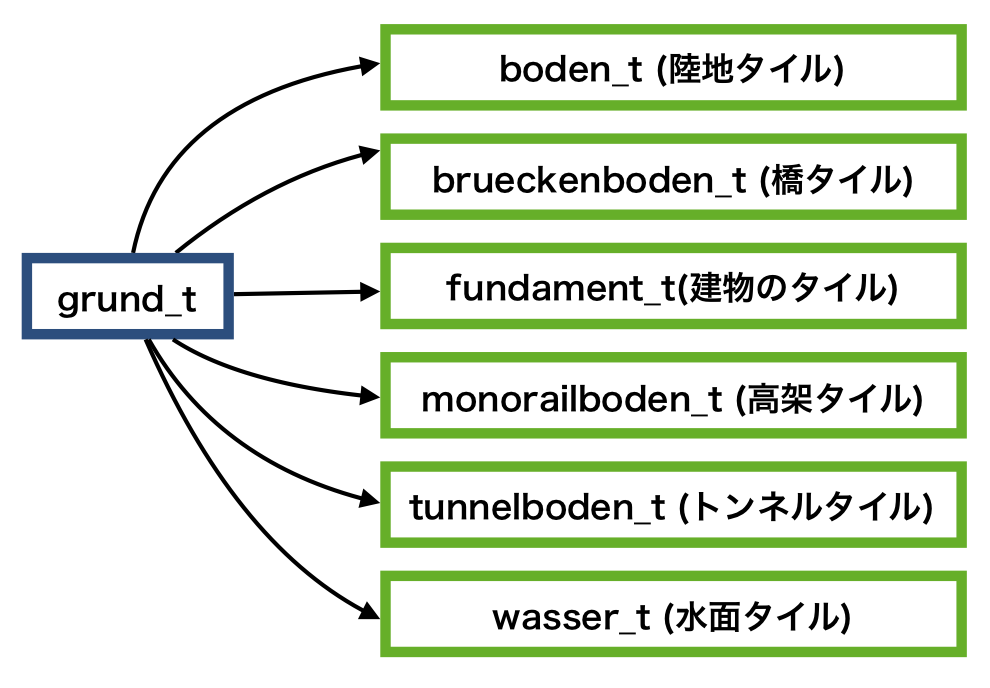 boden_t (陸地タイル)
brueckenboden_t (橋タイル)
grund_t
fundament_t(建物のタイル)
monorailboden_t (高架タイル)
tunnelboden_t (トンネルタイル)
wasser_t (水面タイル)